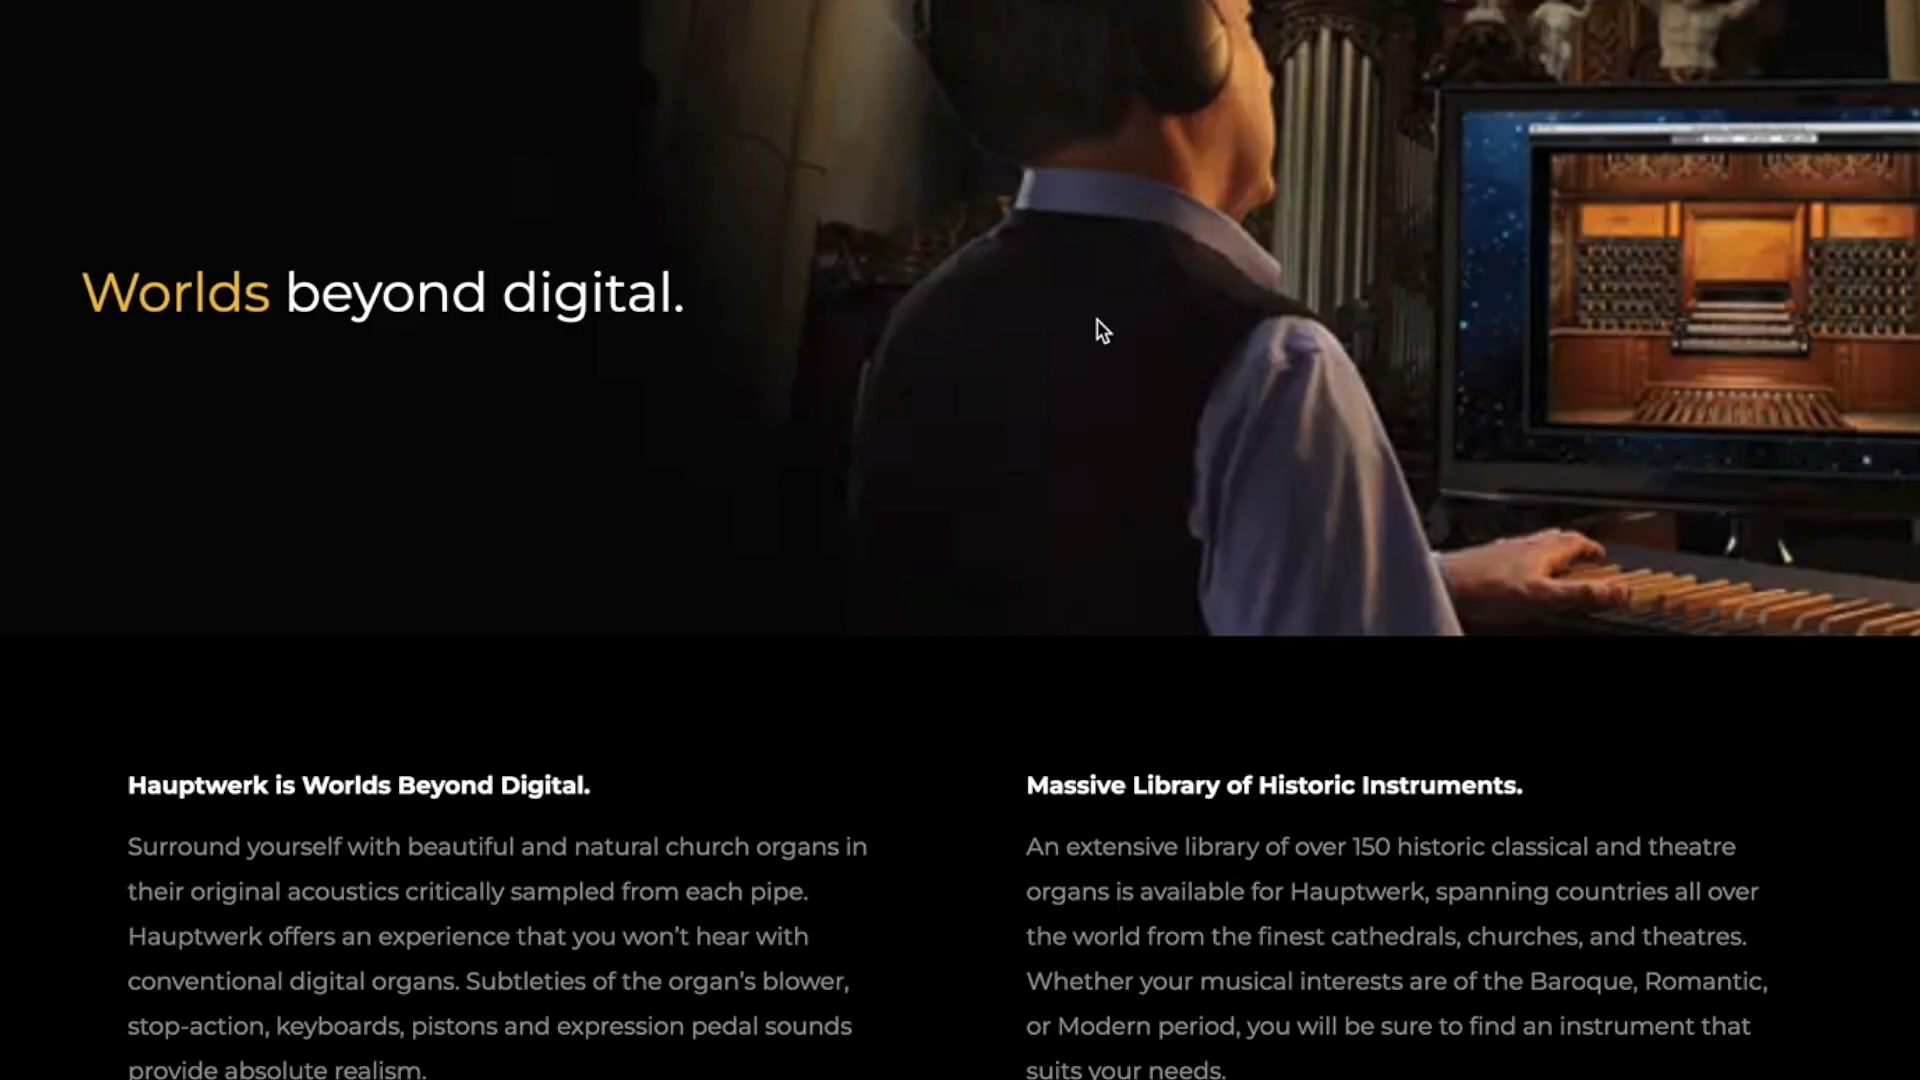 Worlds beyond digital.
Hauptwerk is Worlds Beyond Digital.
Surround yourself with beautiful and natural church organs in
their original acoustics critically sampled from each pipe.
Hauptwerk offers an experience that you won’t hear with
conventional digital organs. Subtleties of the organ’s blower,
stop-action, keyboards, pistons and expression pedal sounds
provide absolute realism.
Massive Library of Historic Instruments.
An extensive library of over 150 historic classical and theatre
organs is available for Hauptwerk, spanning countries all over
the world from the finest cathedrals, churches, and theatres.
Whether your musical interests are of the Baroque, Romantic,
or Modern period, you will be sure to find an instrument that
suits your needs.